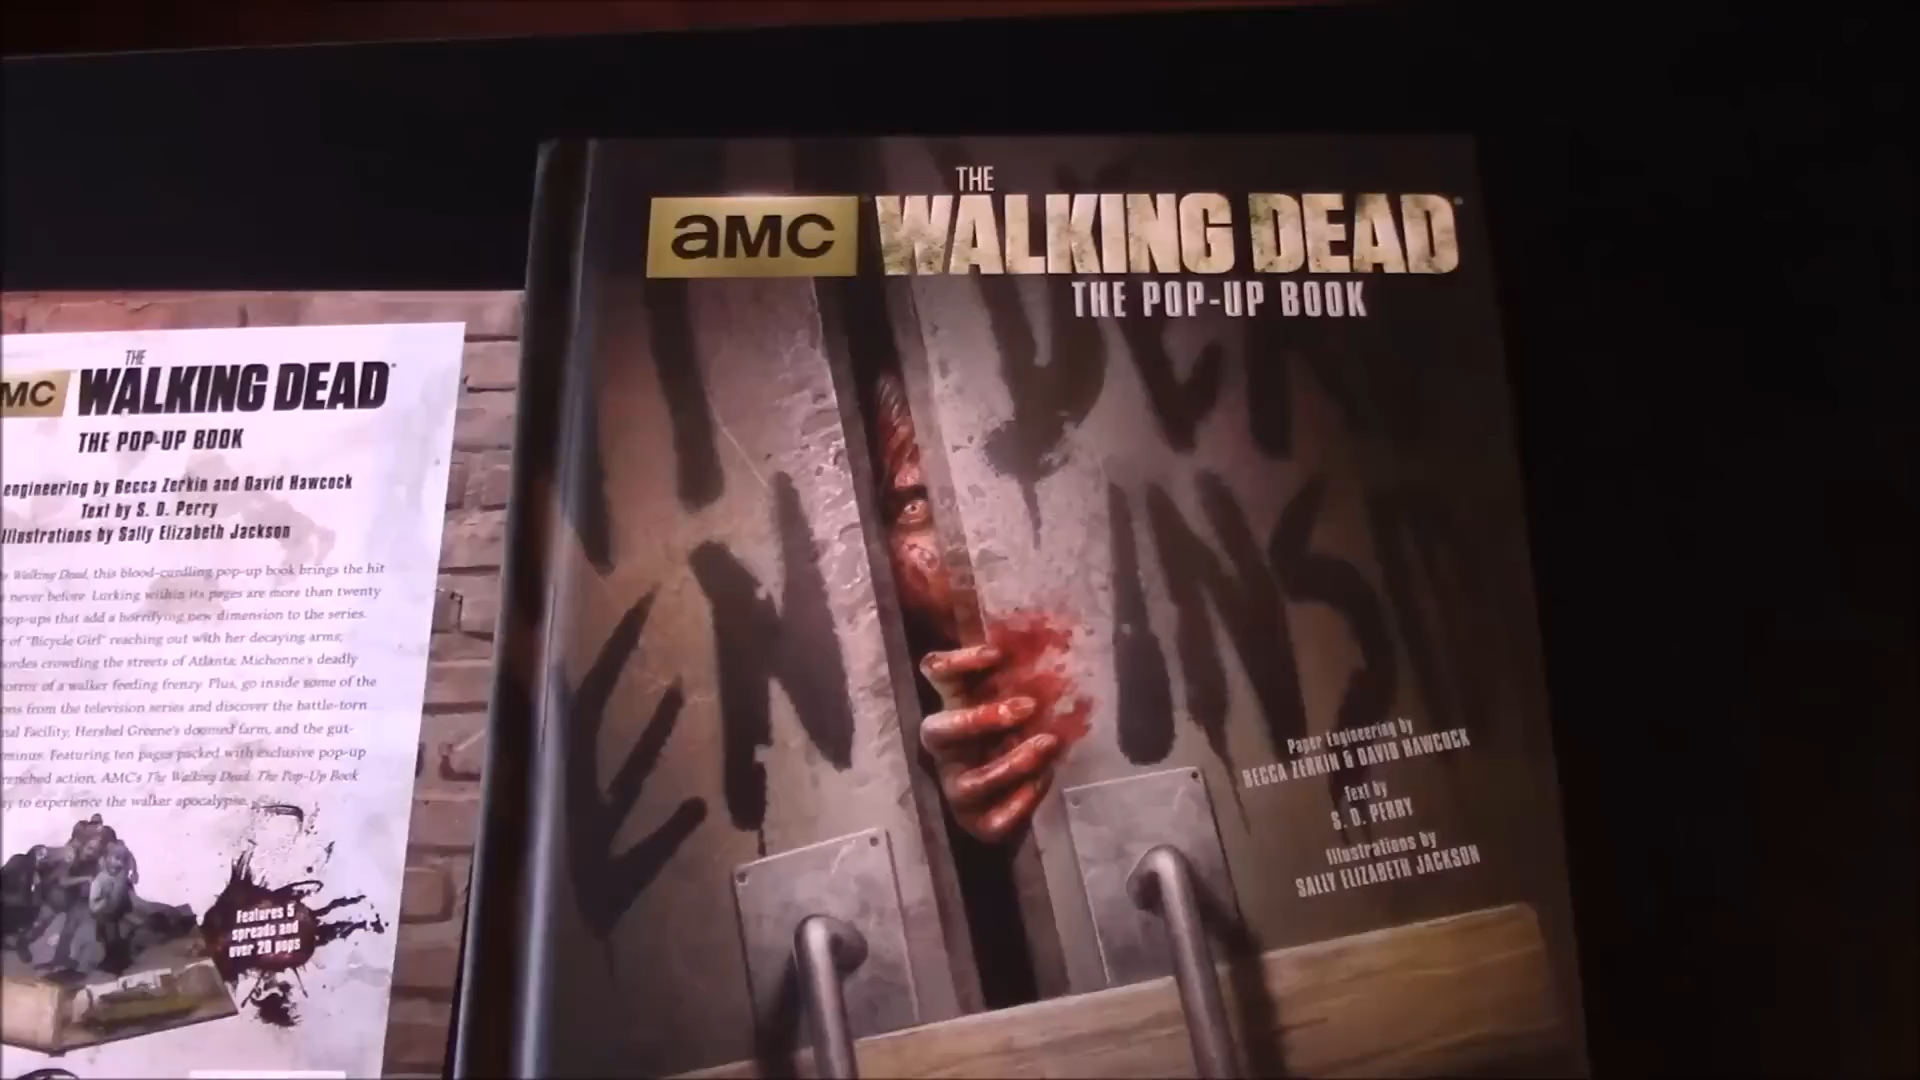 THE
MC WALKING DEAD
THE POP-UP BOOK
engineering by Becca Zerkin and David Hawcock
Text by S. D. Perry
Illustrations by Sally Elizabeth Jackson
Walking Dead, this blood-curdling pop-up book brings the hit
never before. Lurking within its pages are more than twenty
pop-ups that add a horrifying new dimension to the series.
of "Bicycle Girl" reaching out with her decaying arms;
crowding the streets of Atlanta; Michonne's deadly
of a walker feeding frenzy. Plus, go inside some of the
from the television series and discover the battle-torn
Facility, Hershel Greene's doomed farm, and the gut-
Featuring ten pages packed with exclusive pop-up
action, AMC's The Walking Dead: The Pop-Up Book
to experience the walker apocalypse.
Features 5
spreads and
over 20 pops
THE
aMC WALKING DEAD
THE POP-UP BOOK
Paper Engineering by
BECCA ZERKIN & DAVID HAWCOCK
Text by
S. D. PERRY
Illustrations by
SALLY ELIZABETH JACKSON